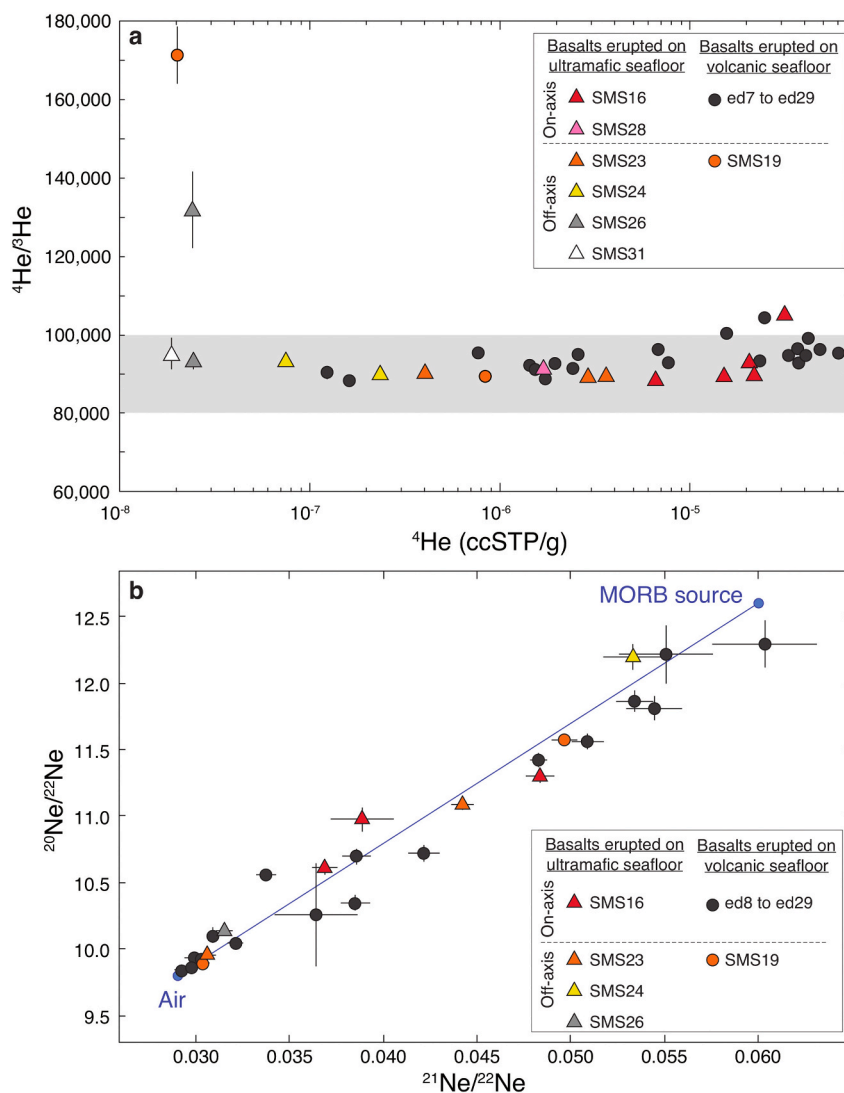 a
180,000
160,000
140,000
120,000
100,000
80,000
60,000
⁴He/³He
10⁻⁸
10⁻⁷
10⁻⁶
10⁻⁵
⁴He (ccSTP/g)
Basalts erupted on ultramafic seafloor
Basalts erupted on volcanic seafloor
On-axis
SMS16
ed7 to ed29
SMS28
Off-axis
SMS23
SMS19
SMS24
SMS26
SMS31
b
MORB source
Air
12.5
12.0
11.5
11.0
10.5
10.0
9.5
²⁰Ne/²²Ne
0.030
0.035
0.040
0.045
0.050
0.055
0.060
²¹Ne/²²Ne
Basalts erupted on ultramafic seafloor
Basalts erupted on volcanic seafloor
On-axis
SMS16
ed8 to ed29
Off-axis
SMS23
SMS19
SMS24
SMS26